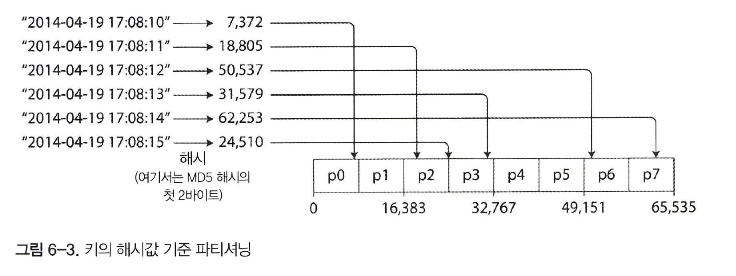 “2014-04-19 17:08:10” 7,372
“2014-04-19 17:08:11” 18,805
“2014-04-19 17:08:12” 50,537
“2014-04-19 17:08:13” 31,579
“2014-04-19 17:08:14” 62,253
“2014-04-19 17:08:15” 24,510
해시
(여기서는 MD5 해시의
첫 2바이트)
p0 p1 p2 p3 p4 p5 p6 p7
0 16,383 32,767 49,151 65,535
그림 6-3. 키의 해시값 기준 파티셔닝